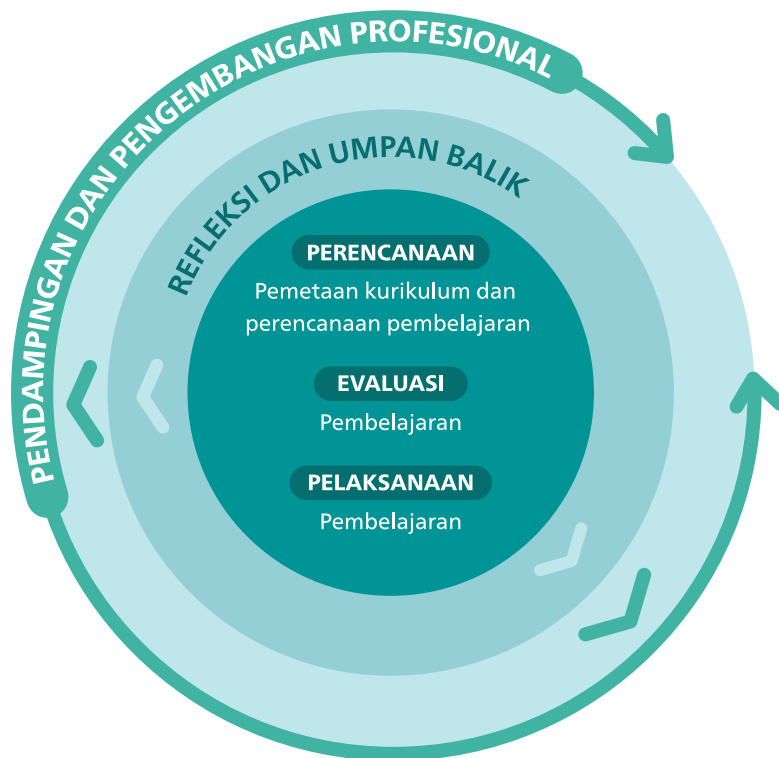 PENDAMPINGAN DAN PENGEMBANGAN PROFESIONAL
REFLEKSI DAN UMPAN BALIK
PERENCANAAN
Pemetaan kurikulum dan
perencanaan pembelajaran
EVALUASI
Pembelajaran
PELAKSANAAN
Pembelajaran